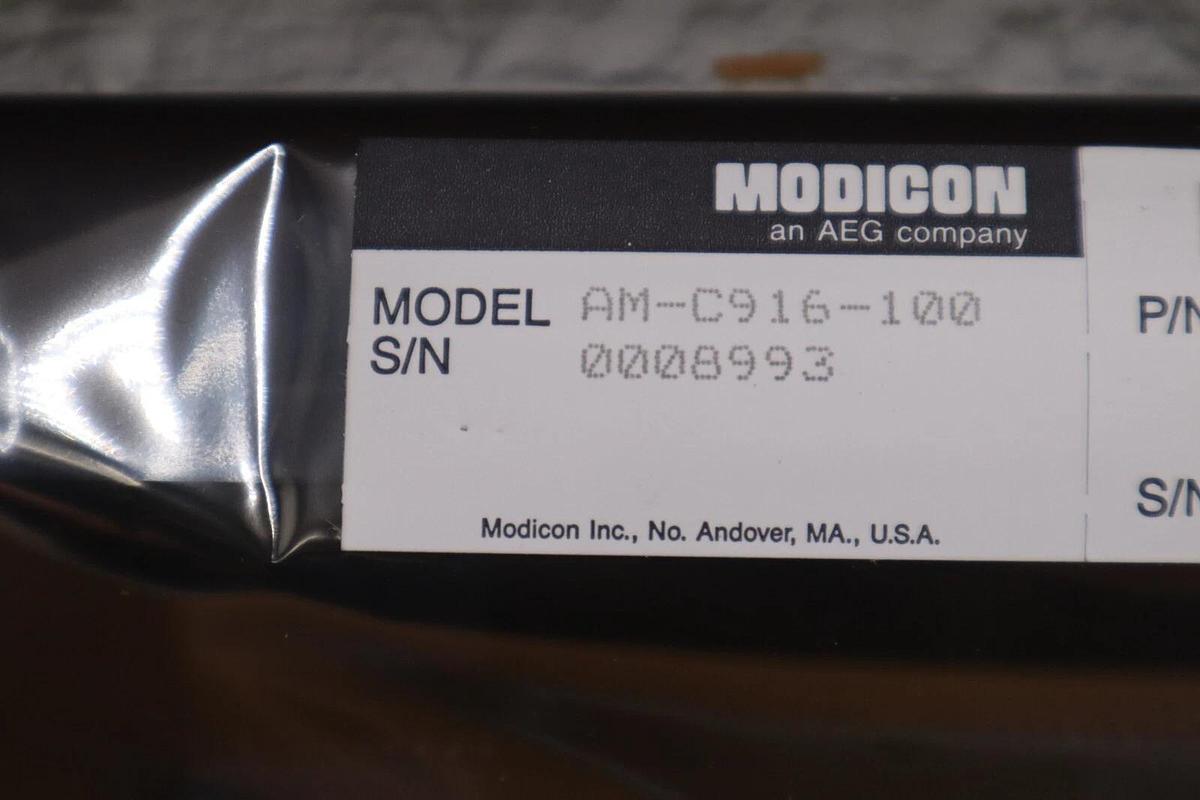 MODICON
an AEG company
MODEL AM-C916-100
S/N 0008993
Modicon Inc., No. Andover, MA., U.S.A.
P/N
S/N